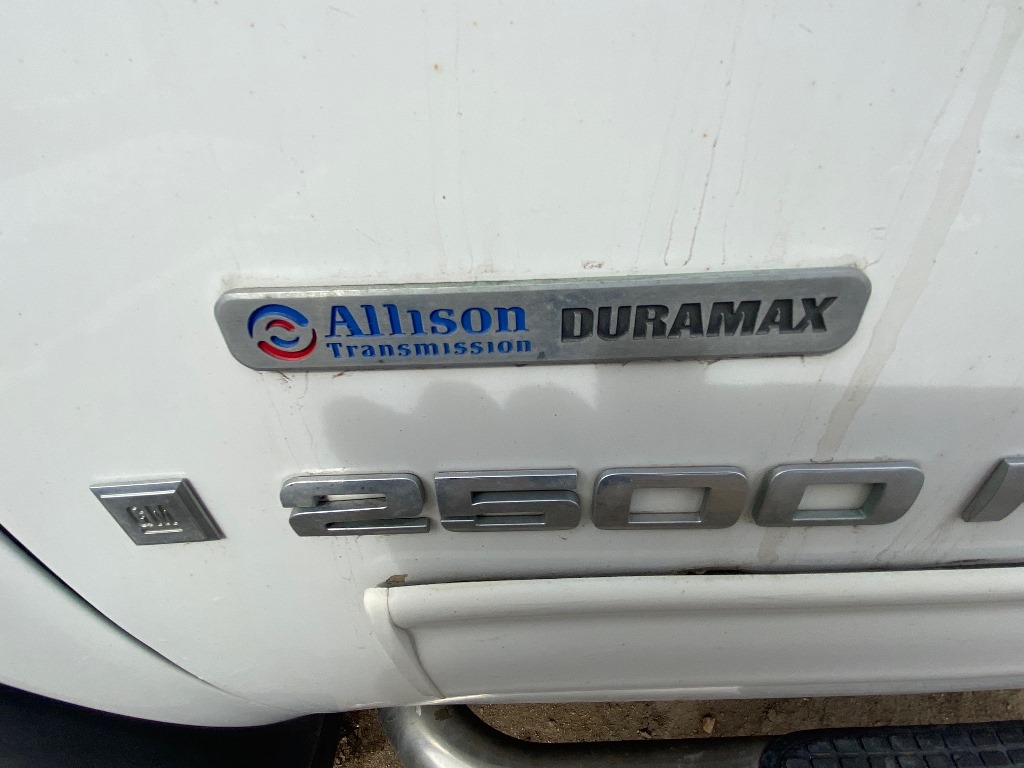 Allison DURAMAX
Transmission
GM 2500